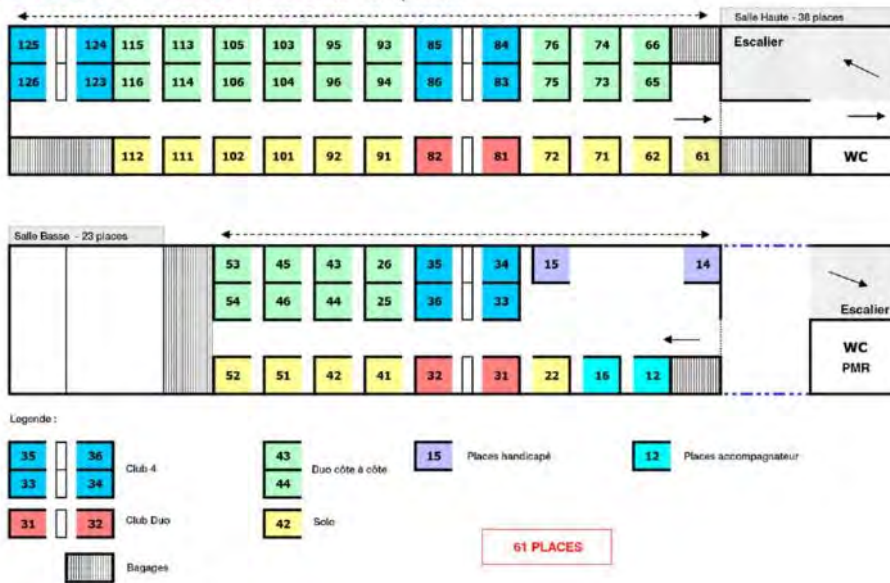 Salle Haute - 38 places
125 124 115 113 105 103 95 93 85 84 76 74 66 Escalier
126 123 116 114 106 104 96 94 86 83 75 73 65
112 111 102 101 92 91 82 81 72 71 62 61 WC
Salle Basse - 23 places
53 45 43 26 35 34 15 14
54 46 44 25 36 33
Escalier
52 51 42 41 32 31 22 16 12 WC
PMR
Legende :
35 36 43 15 Places handicapé 12 Places accompagnateur
Club 4 Duo côte à côte
33 34 44
31 32 Club Duo 42 Solo
61 PLACES
Bagages